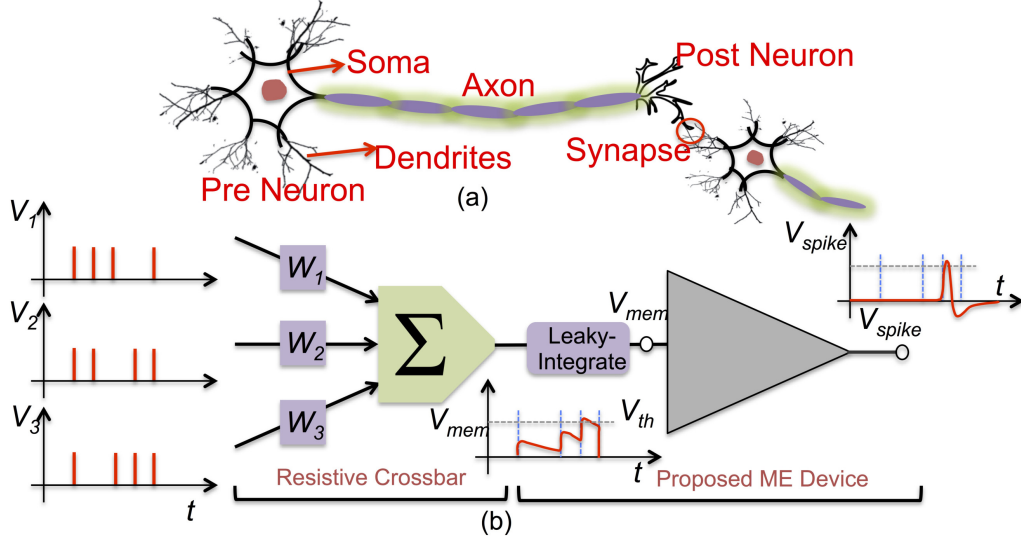 Soma
Axon
Post Neuron
Dendrites
Synapse
Pre Neuron
(a)
V1
V2
V3
t
W1
W2
W3
Σ
Leaky-
Integrate
Vmem
Vspike
t
Vspike
Vmem
Vth
t
Resistive Crossbar
Proposed ME Device
(b)